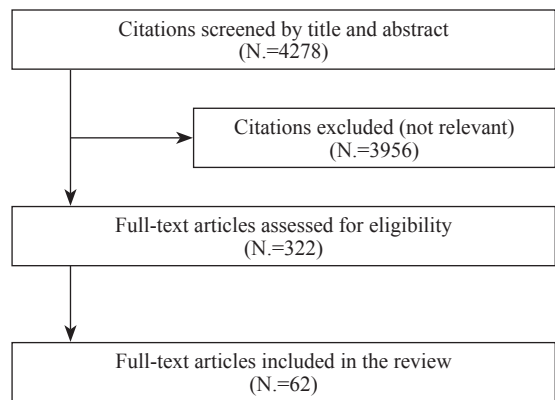 Citations screened by title and abstract
(N.=4278)
Citations excluded (not relevant)
(N.=3956)
Full-text articles assessed for eligibility
(N.=322)
Full-text articles included in the review
(N.=62)